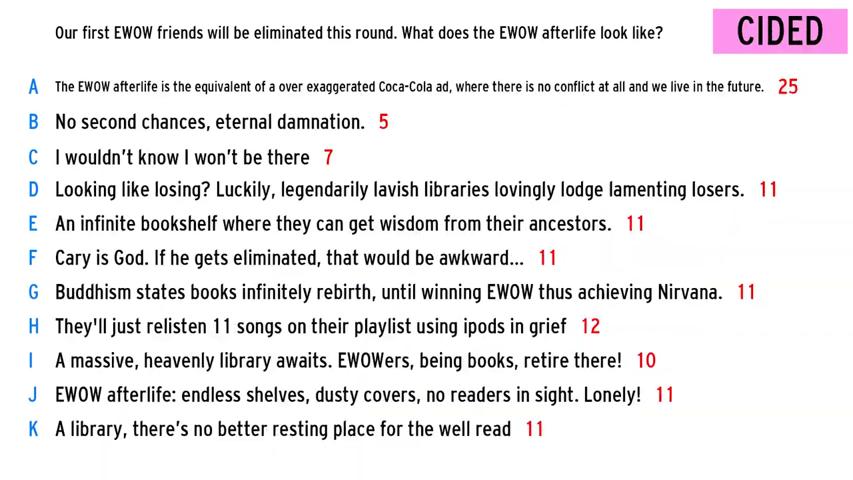 Our first EWOW friends will be eliminated this round. What does the EWOW afterlife look like?
CIDED
A The EWOW afterlife is the equivalent of a over exaggerated Coca-Cola ad, where there is no conflict at all and we live in the future. 25
B No second chances, eternal damnation. 5
C I wouldn't know I won't be there 7
D Looking like losing? Luckily, legendarily lavish libraries lovingly lodge lamenting losers. 11
E An infinite bookshelf where they can get wisdom from their ancestors. 11
F Cary is God. If he gets eliminated, that would be awkward... 11
G Buddhism states books infinitely rebirth, until winning EWOW thus achieving Nirvana. 11
H They'll just relisten 11 songs on their playlist using ipods in grief 12
I A massive, heavenly library awaits. EWOWers, being books, retire there! 10
J EWOW afterlife: endless shelves, dusty covers, no readers in sight. Lonely! 11
K A library, there's no better resting place for the well read 11